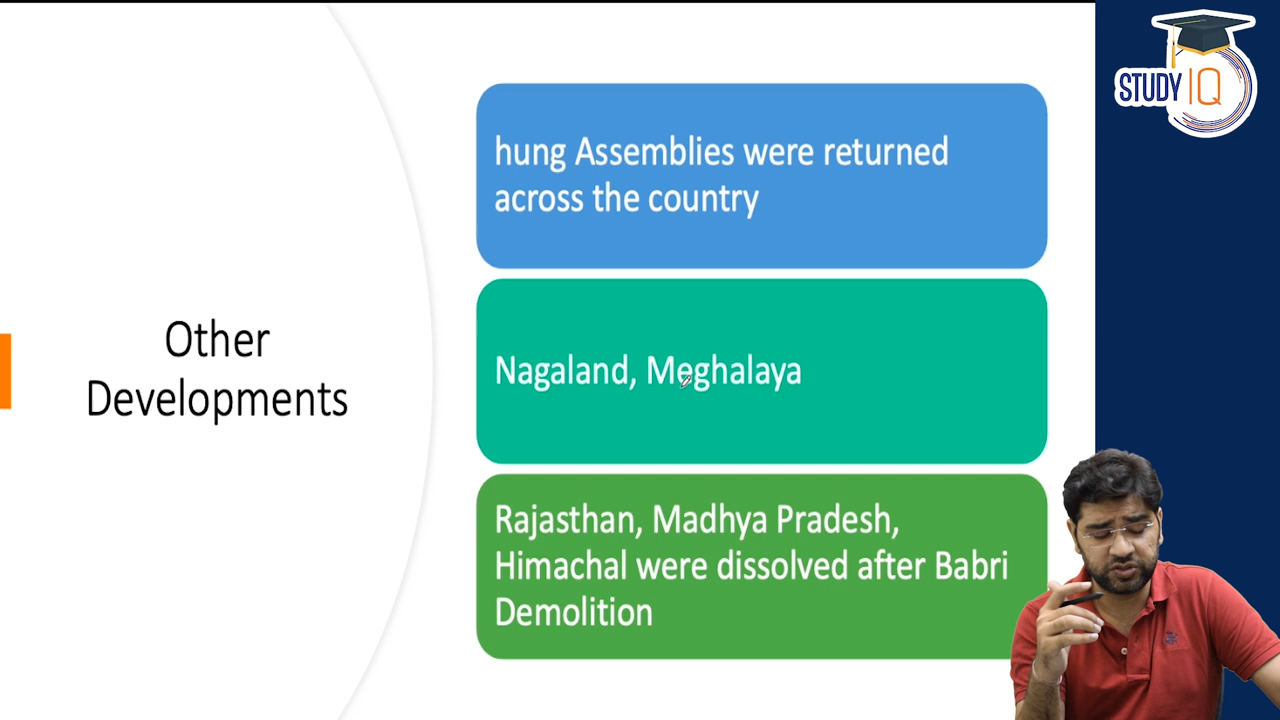 STUDY IQ
hung Assemblies were returned
across the country
Other
Developments
Nagaland, Meghalaya
Rajasthan, Madhya Pradesh,
Himachal were dissolved after Babri
Demolition